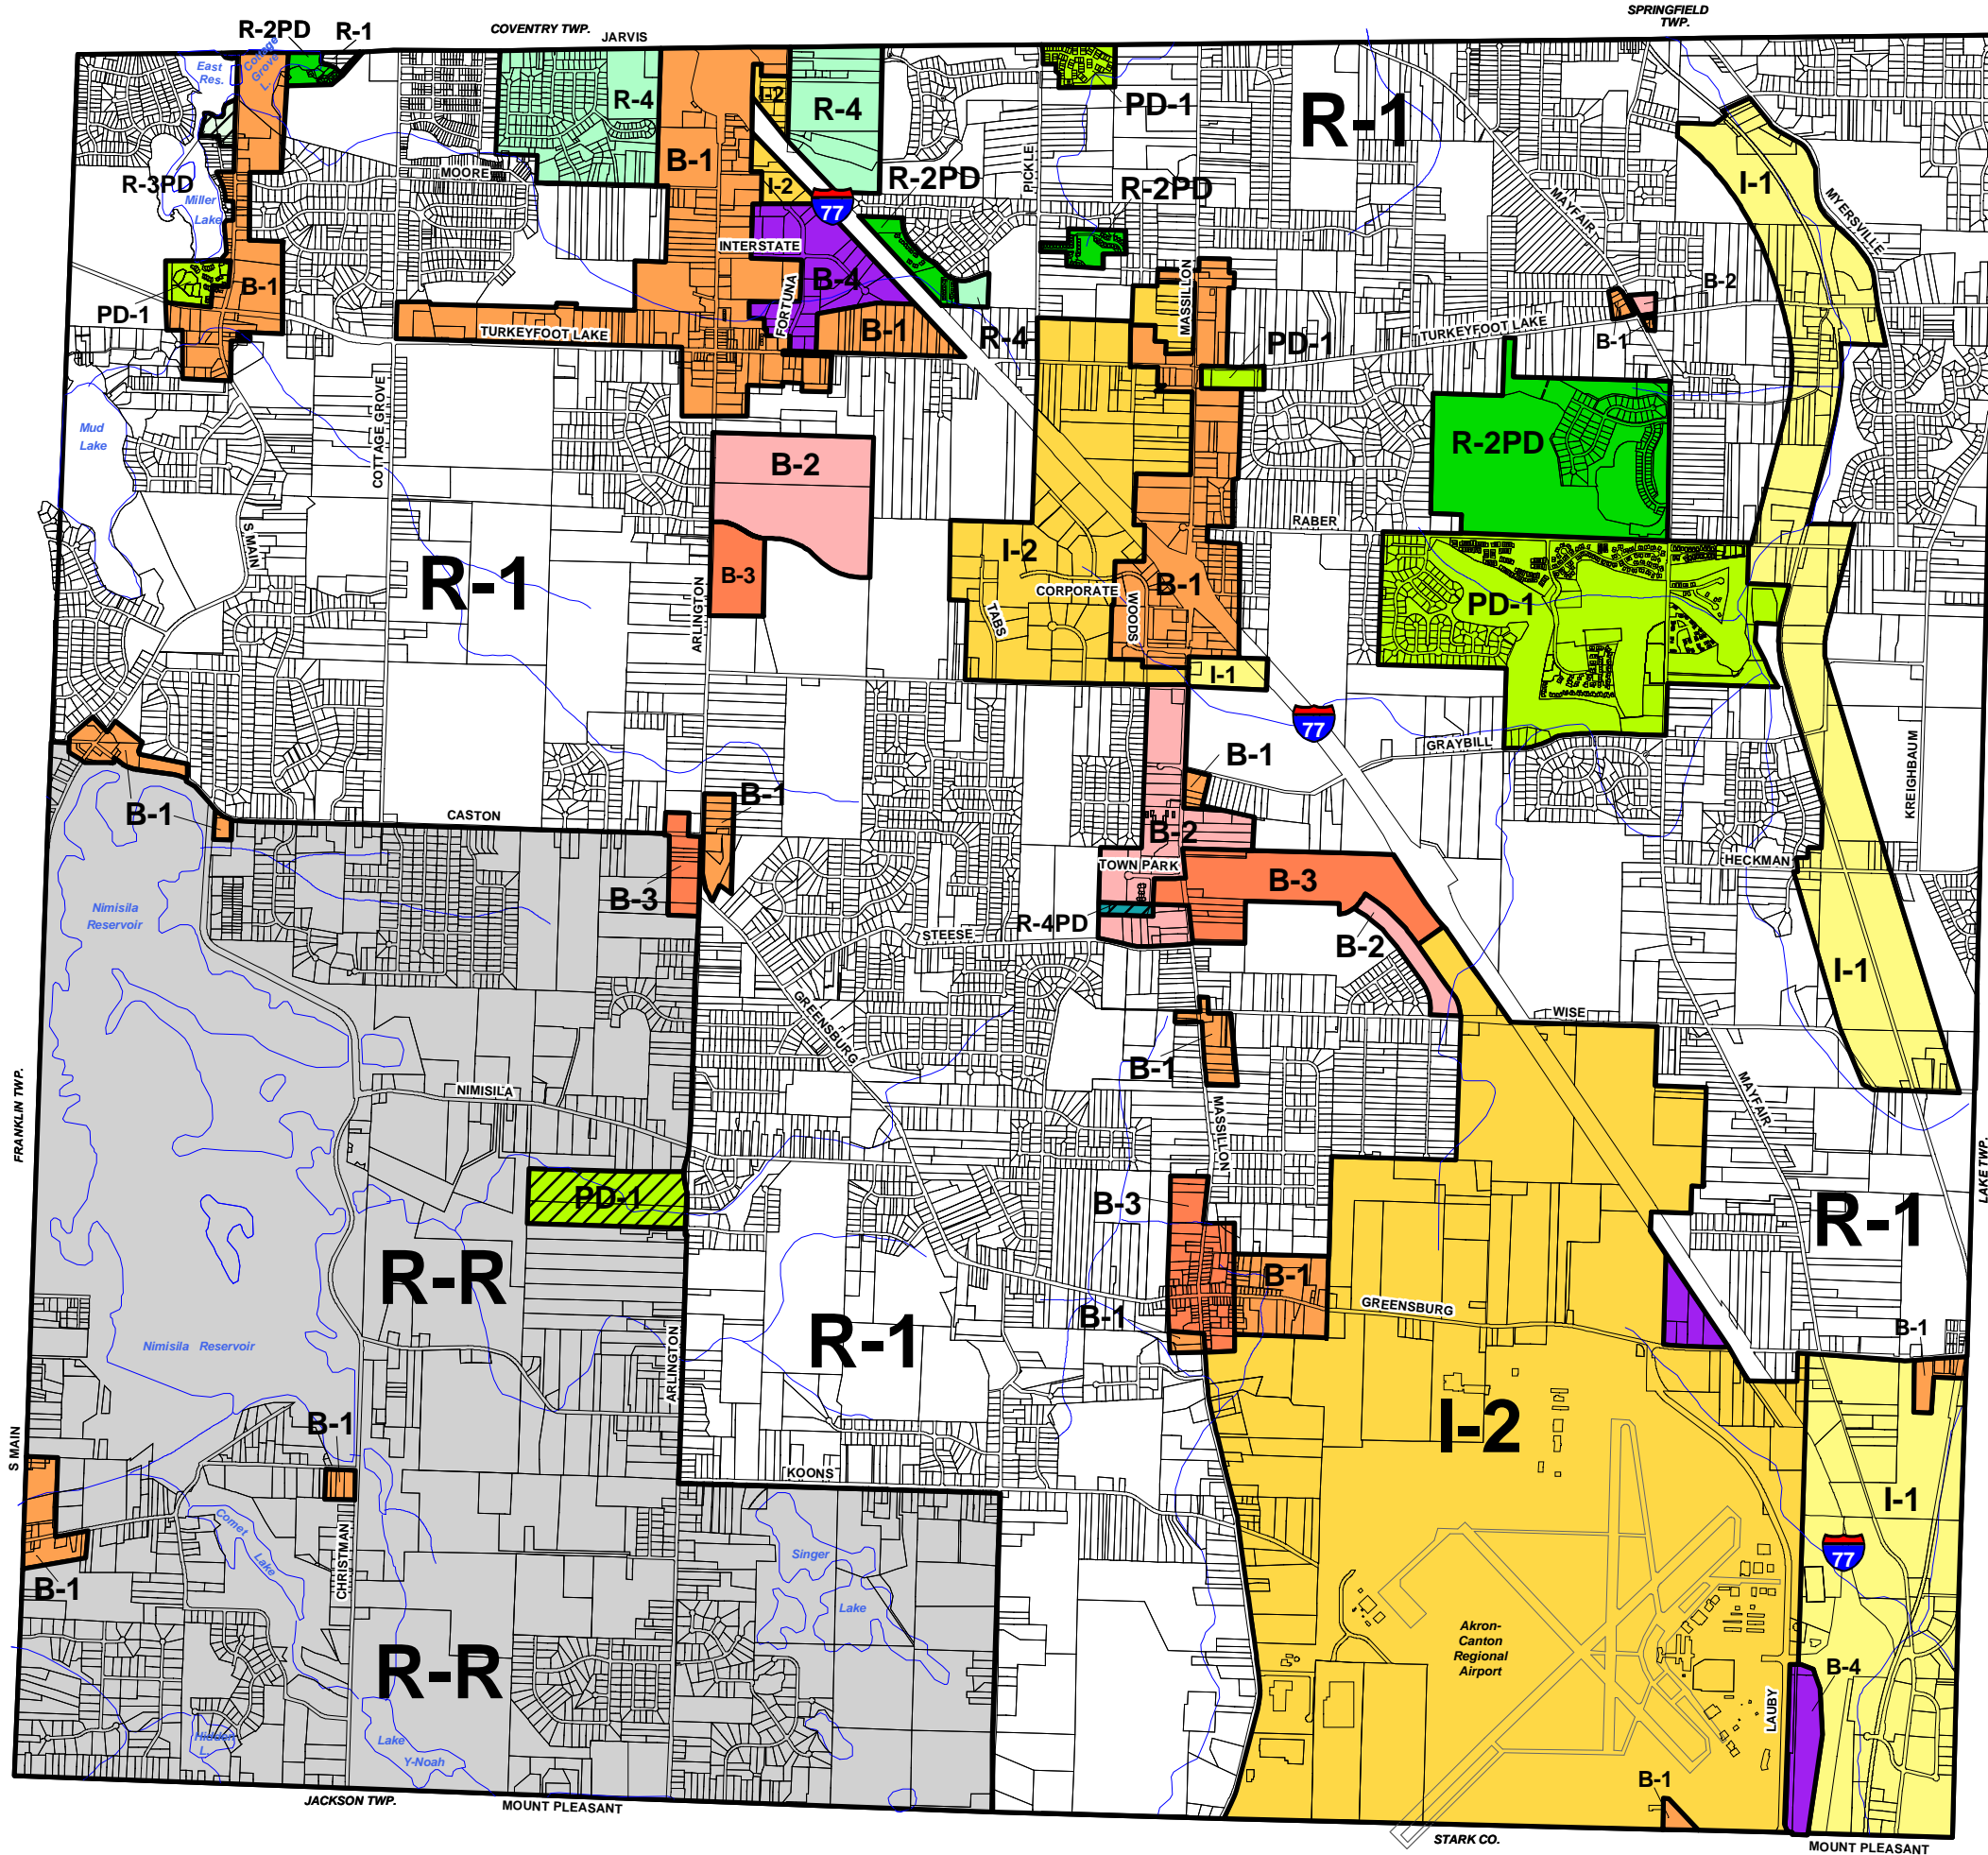 SPRINGFIELD
TWP.
R-2PD
R-1
COVENTRY TWP.
JARVIS
East
Res.
Cottage
Grove
L.
I-2
R-4
R-4
PD-1
R-1
B-1
MOORE
R-3PD
I-2
R-2PD
PICKLE
R-2PD
I-1
Miller
Lake
77
MAYFAIR
MYERSVILLE
INTERSTATE
B-1
B-4
FORTUNA
MASSILLON
B-2
PD-1
TURKEYFOOT LAKE
B-1
R-4
PD-1
TURKEYFOOT LAKE
B-1
Mud
Lake
COTTAGE GROVE
B-2
R-2PD
S MAIN
RABER
I-2
R-1
B-3
ARLINGTON
CORPORATE
B-1
WOODS
TABS
PD-1
I-1
77
GRAYBILL
B-1
KREIGHBAUM
B-1
B-1
CASTON
B-2
HECKMAN
TOWN PARK
B-3
B-3
Nimisila
Reservoir
R-4PD
STEESE
B-2
I-1
GREENSBURG
WISE
B-1
FRANKLIN TWP.
NIMISILA
MAYFAIR
MASSILLON
LAKE TWP.
PD-1
B-3
R-1
R-R
B-1
GREENSBURG
B-1
R-1
B-1
Nimisila Reservoir
ARLINGTON
B-1
I-2
S MAIN
KOONS
I-1
Comet
Lake
CHRISTMAN
Singer
Lake
77
B-1
Akron-
Canton
Regional
Airport
R-R
B-4
LAUBY
Hidden
L.
Lake
Y-Noah
B-1
JACKSON TWP.
MOUNT PLEASANT
STARK CO.
MOUNT PLEASANT